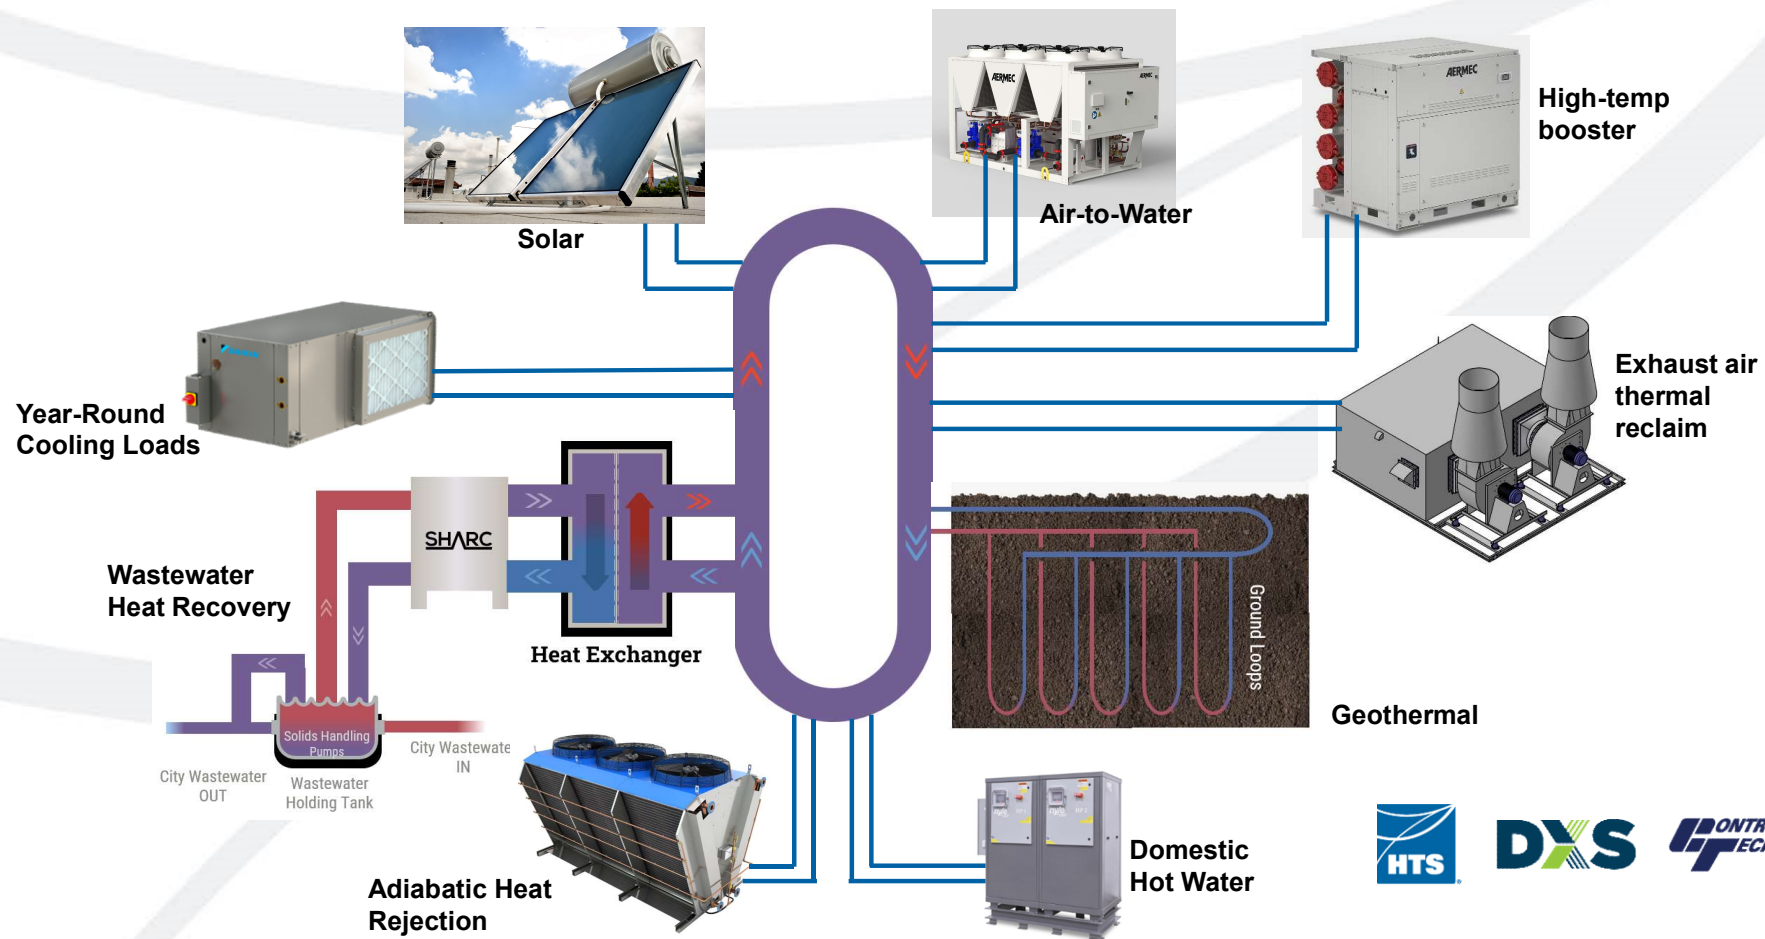 AERMEC
AERMEC
AERMEC
High-temp
booster
Air-to-Water
Solar
Exhaust air
thermal
reclaim
Year-Round
Cooling Loads
SHARC
Wastewater
Heat Recovery
Heat Exchanger
Ground Loops
Geothermal
Solids Handling
Pumps
City Wastewater
OUT
Wastewater
Holding Tank
City Wastewate
IN
Adiabatic Heat
Rejection
Domestic
Hot Water
HTS
DXS